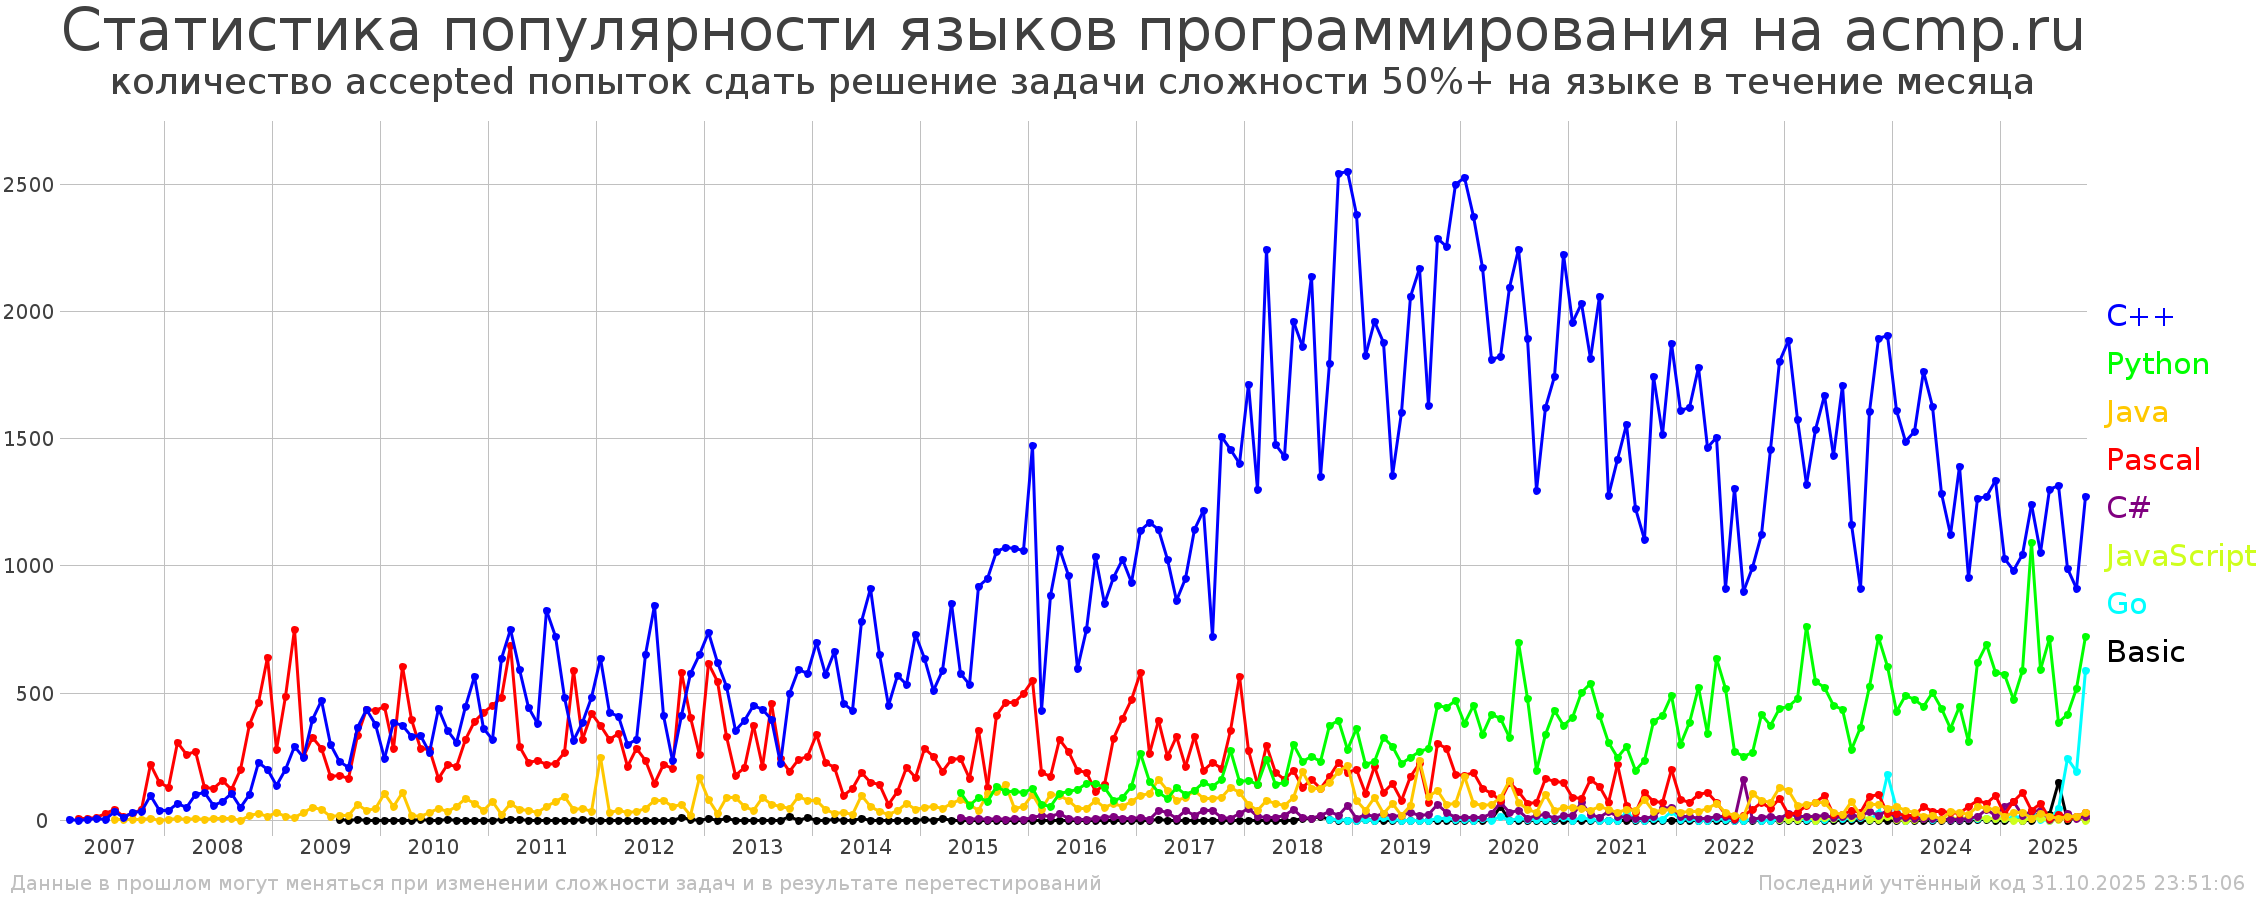 Статистика популярности языков программирования на acmp.ru
количество accepted попыток сдать решение задачи сложности 50%+ на языке в течение месяца
2500
2000
1500
1000
500
0
C++
Python
Java
Pascal
C#
JavaScript
Go
Basic
2007 2008 2009 2010 2011 2012 2013 2014 2015 2016 2017 2018 2019 2020 2021 2022 2023 2024 2025
Данные в прошлом могут меняться при изменении сложности задач и в результате перетестирований
Последний учтённый код 31.10.2025 23:51:06